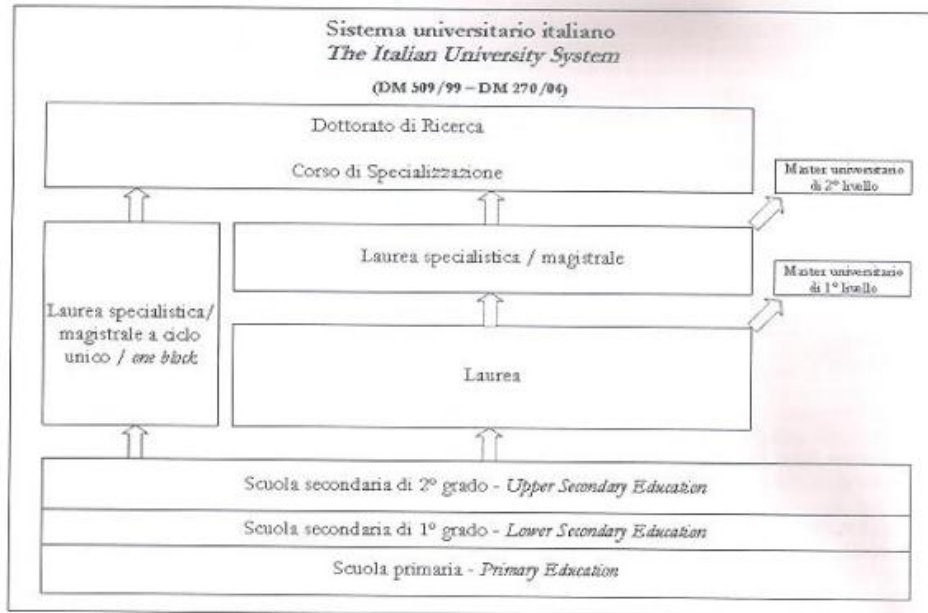 Sistema universitario italiano
The Italian University System
(DM 509/99 – DM 270/04)
Dottorato di Ricerca
Corso di Specializzazione
Master universitario
di 2° livello
Laurea specialistica / magistrale
Master universitario
di 1° livello
Laurea specialistica/
magistrale a ciclo
unico / one block
Laurea
Scuola secondaria di 2° grado - Upper Secondary Education
Scuola secondaria di 1° grado - Lower Secondary Education
Scuola primaria - Primary Education